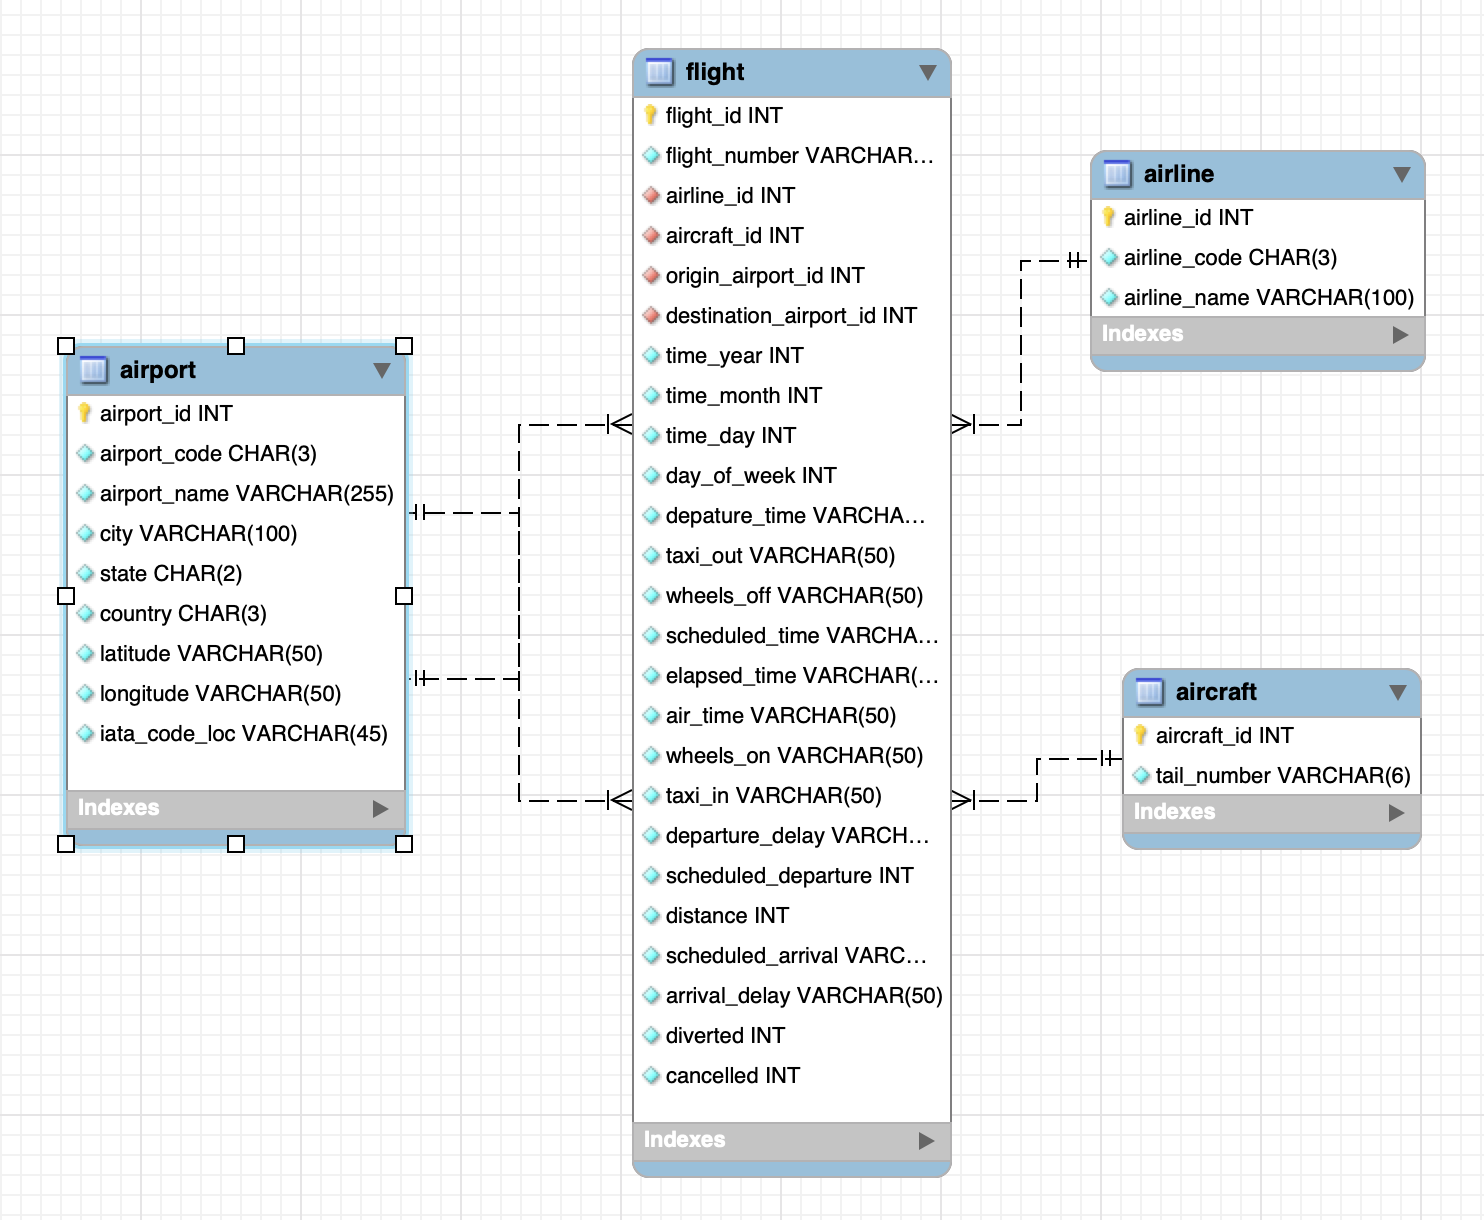 flight
flight_id INT
flight_number VARCHAR...
airline_id INT
aircraft_id INT
origin_airport_id INT
destination_airport_id INT
time_year INT
time_month INT
time_day INT
day_of_week INT
depature_time VARCHA...
taxi_out VARCHAR(50)
wheels_off VARCHAR(50)
scheduled_time VARCHA...
elapsed_time VARCHAR(...
air_time VARCHAR(50)
wheels_on VARCHAR(50)
taxi_in VARCHAR(50)
departure_delay VARCH...
scheduled_departure INT
distance INT
scheduled_arrival VARC...
arrival_delay VARCHAR(50)
diverted INT
cancelled INT
Indexes
airline
airline_id INT
airline_code CHAR(3)
airline_name VARCHAR(100)
Indexes
airport
airport_id INT
airport_code CHAR(3)
airport_name VARCHAR(255)
city VARCHAR(100)
state CHAR(2)
country CHAR(3)
latitude VARCHAR(50)
longitude VARCHAR(50)
iata_code_loc VARCHAR(45)
Indexes
aircraft
aircraft_id INT
tail_number VARCHAR(6)
Indexes